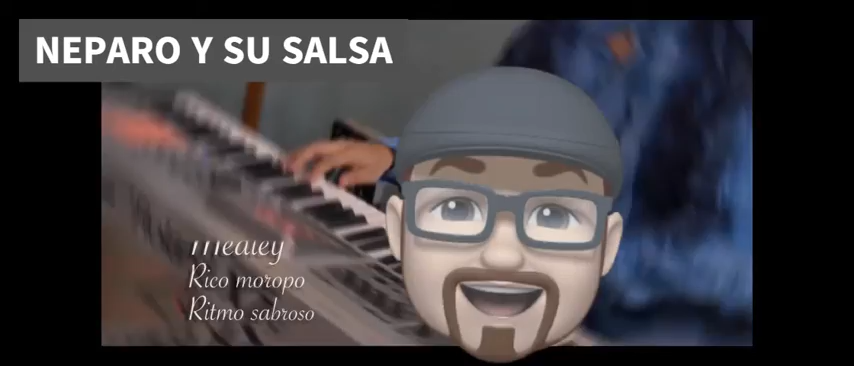 NEPARO Y SU SALSA
Medley
Rico moropo
Ritmo sabroso